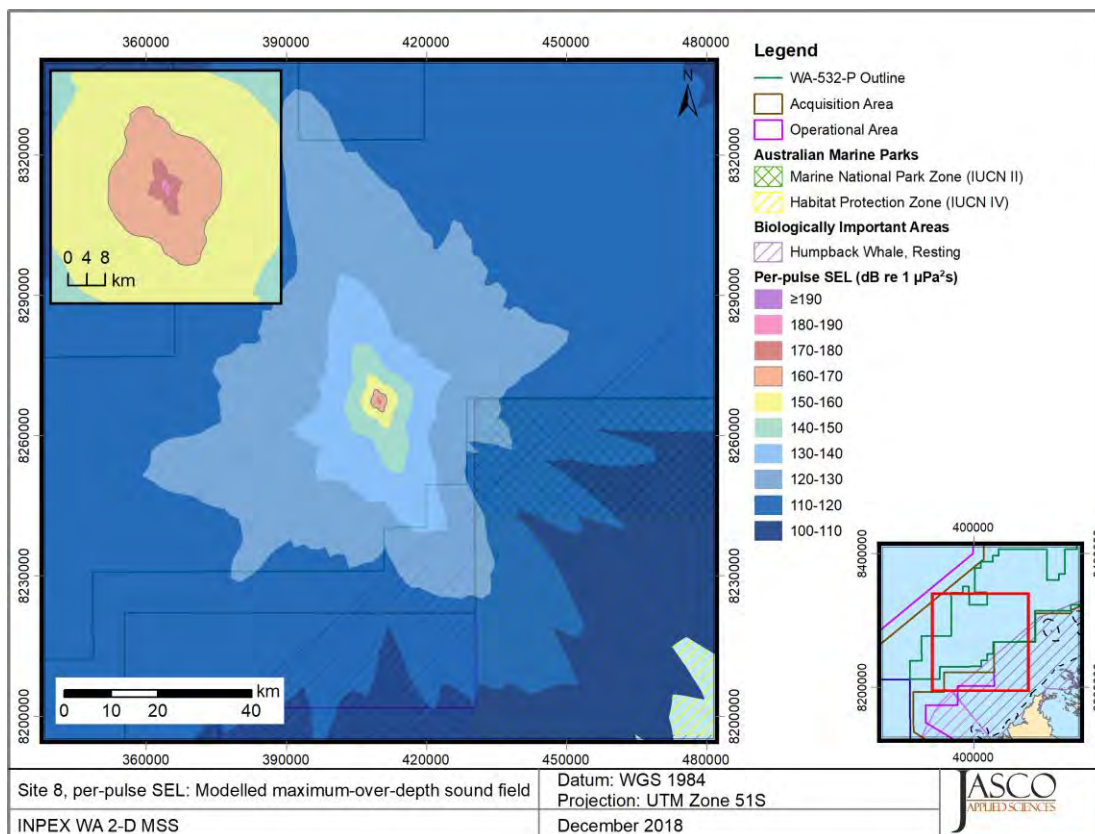 360000 390000 420000 450000 480000
8320000
8290000
8260000
8230000
8200000
0 4 8
km
N
8320000
8290000
8260000
8230000
8200000
km
0 10 20 40
360000 390000 420000 450000 480000
Legend
WA-532-P Outline
Acquisition Area
Operational Area
Australian Marine Parks
Marine National Park Zone (IUCN II)
Habitat Protection Zone (IUCN IV)
Biologically Important Areas
Humpback Whale, Resting
Per-pulse SEL (dB re 1 µPa²s)
≥190
180-190
170-180
160-170
150-160
140-150
130-140
120-130
110-120
100-110
400000
8400000
8200000
400000
Site 8, per-pulse SEL: Modelled maximum-over-depth sound field
INPEX WA 2-D MSS
Datum: WGS 1984
Projection: UTM Zone 51S
December 2018
JASCO
APPLIED SCIENCES